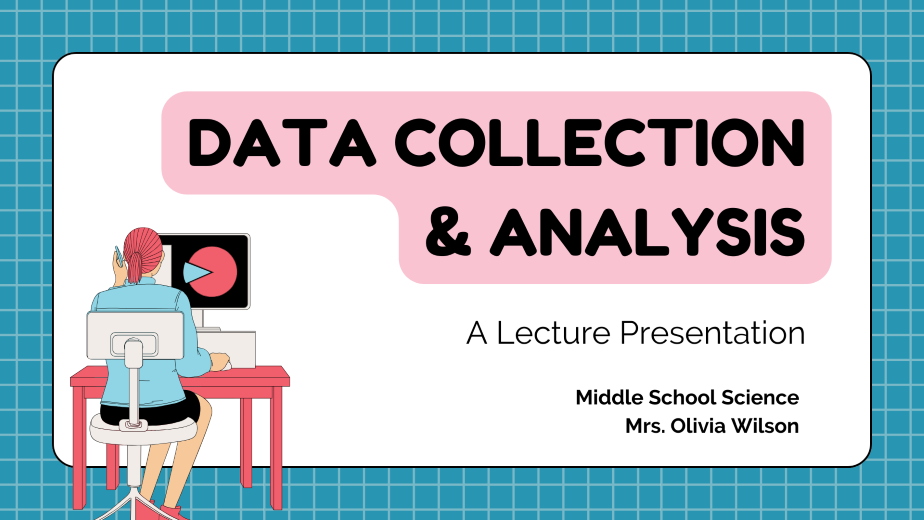 DATA COLLECTION
& ANALYSIS
A Lecture Presentation
Middle School Science
Mrs. Olivia Wilson